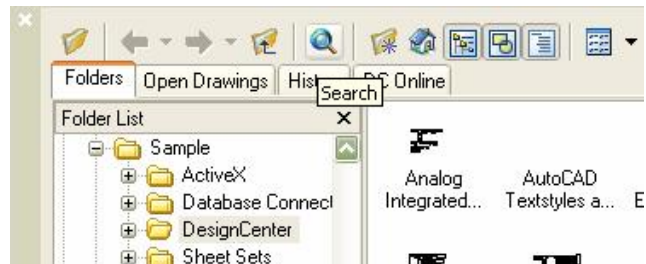 Folders Open Drawings Hist DC Online
Search
Folder List
Sample
ActiveX
Database Connect
DesignCenter
Sheet Sets
Analog
Integrated...
AutoCAD
Textstyles a...
E